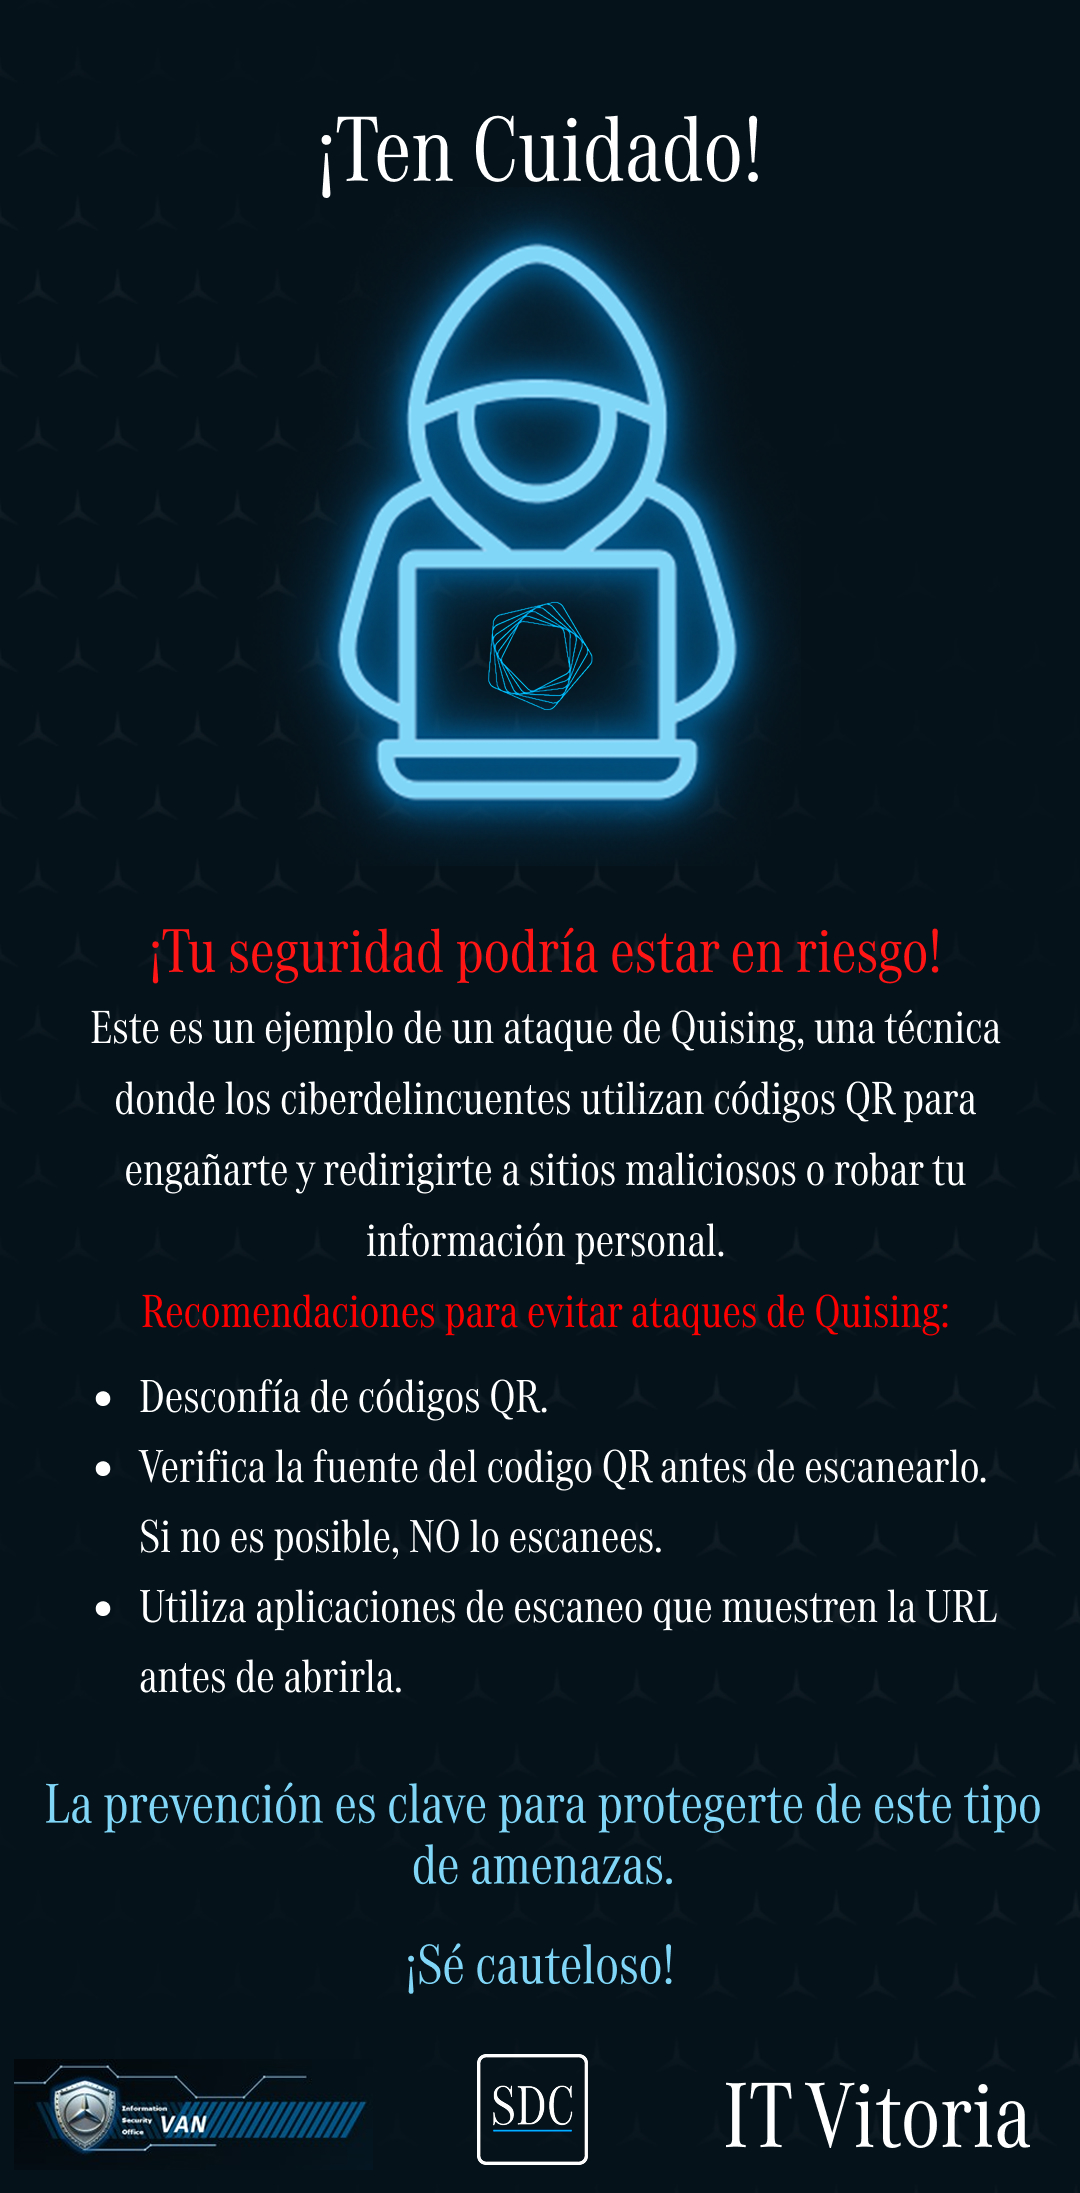 ¡Ten Cuidado!
¡Tu seguridad podría estar en riesgo!
Este es un ejemplo de un ataque de Quising, una técnica
donde los ciberdelincuentes utilizan códigos QR para
engañarte y redirigirte a sitios maliciosos o robar tu
información personal.
Recomendaciones para evitar ataques de Quising:
• Desconfía de códigos QR.
• Verifica la fuente del codigo QR antes de escanearlo.
Si no es posible, NO lo escanees.
• Utiliza aplicaciones de escaneo que muestren la URL
antes de abrirla.
La prevención es clave para protegerte de este tipo
de amenazas.
¡Sé cauteloso!
Information
Security
Office VAN
SDC
IT Vitoria